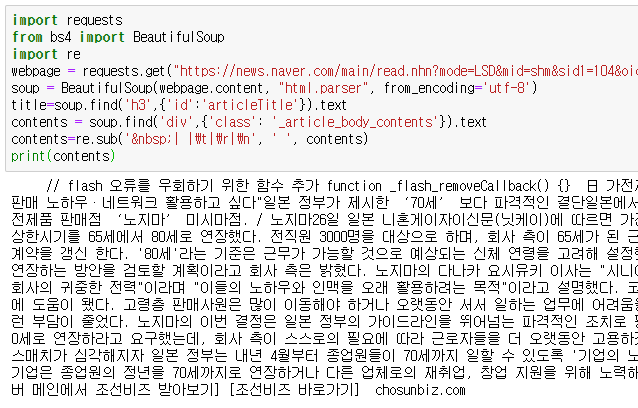 import requests
from bs4 import BeautifulSoup
import re
webpage = requests.get("https://news.naver.com/main/read.nhn?mode=LSD&mid=shm&sid1=104&oid
soup = BeautifulSoup(webpage.content, "html.parser", from_encoding='utf-8')
title=soup.find('h3',{'id':'articleTitle'}).text
contents = soup.find('div',{'class': '_article_body_contents'}).text
contents=re.sub('&nbsp;| |₩t|₩r|₩n', ' ', contents)
print(contents)
// flash 오류를 우회하기 위한 함수 추가 function _flash_removeCallback() {} 日 가전제
판매 노하우·네트워크 활용하고 싶다"일본 정부가 제시한 ‘70세’ 보다 파격적인 결단일본에서
전제품 판매점 ‘노지마’ 미시마점. / 노지마26일 일본 니혼게이자이신문(닛케이)에 따르면 가전
상한시기를 65세에서 80세로 연장했다. 전직원 3000명을 대상으로 하며, 회사 측이 65세가 된 근
계약을 갱신 한다. '80세'라는 기준은 근무가 가능할 것으로 예상되는 신체 연령을 고려해 설정했
연장하는 방안을 검토할 계획이라고 회사 측은 밝혔다. 노지마의 다나카 요시유키 이사는 "시니어
회사의 귀중한 전력"이라며 "이들의 노하우와 인맥을 오래 활용하려는 목적"이라고 설명했다. 코
에 도움이 됐다. 고령층 판매사원은 많이 이동해야 하거나 오랫동안 서서 일하는 업무에 어려움을
런 부담이 줄었다. 노지마의 이번 결정은 일본 정부의 가이드라인을 뛰어넘는 파격적인 조치로 평
0세로 연장하라고 요구했는데, 회사 측이 스스로의 필요에 따라 근로자들을 더 오랫동안 고용하겠
스매치가 심각해지자 일본 정부는 내년 4월부터 종업원들이 70세까지 일할 수 있도록 '기업의 노
기업은 종업원의 정년을 70세까지로 연장하거나 다른 업체로의 재취업, 창업 지원을 위해 노력해
버 메인에서 조선비즈 받아보기] [조선비즈 바로가기] chosunbiz.com